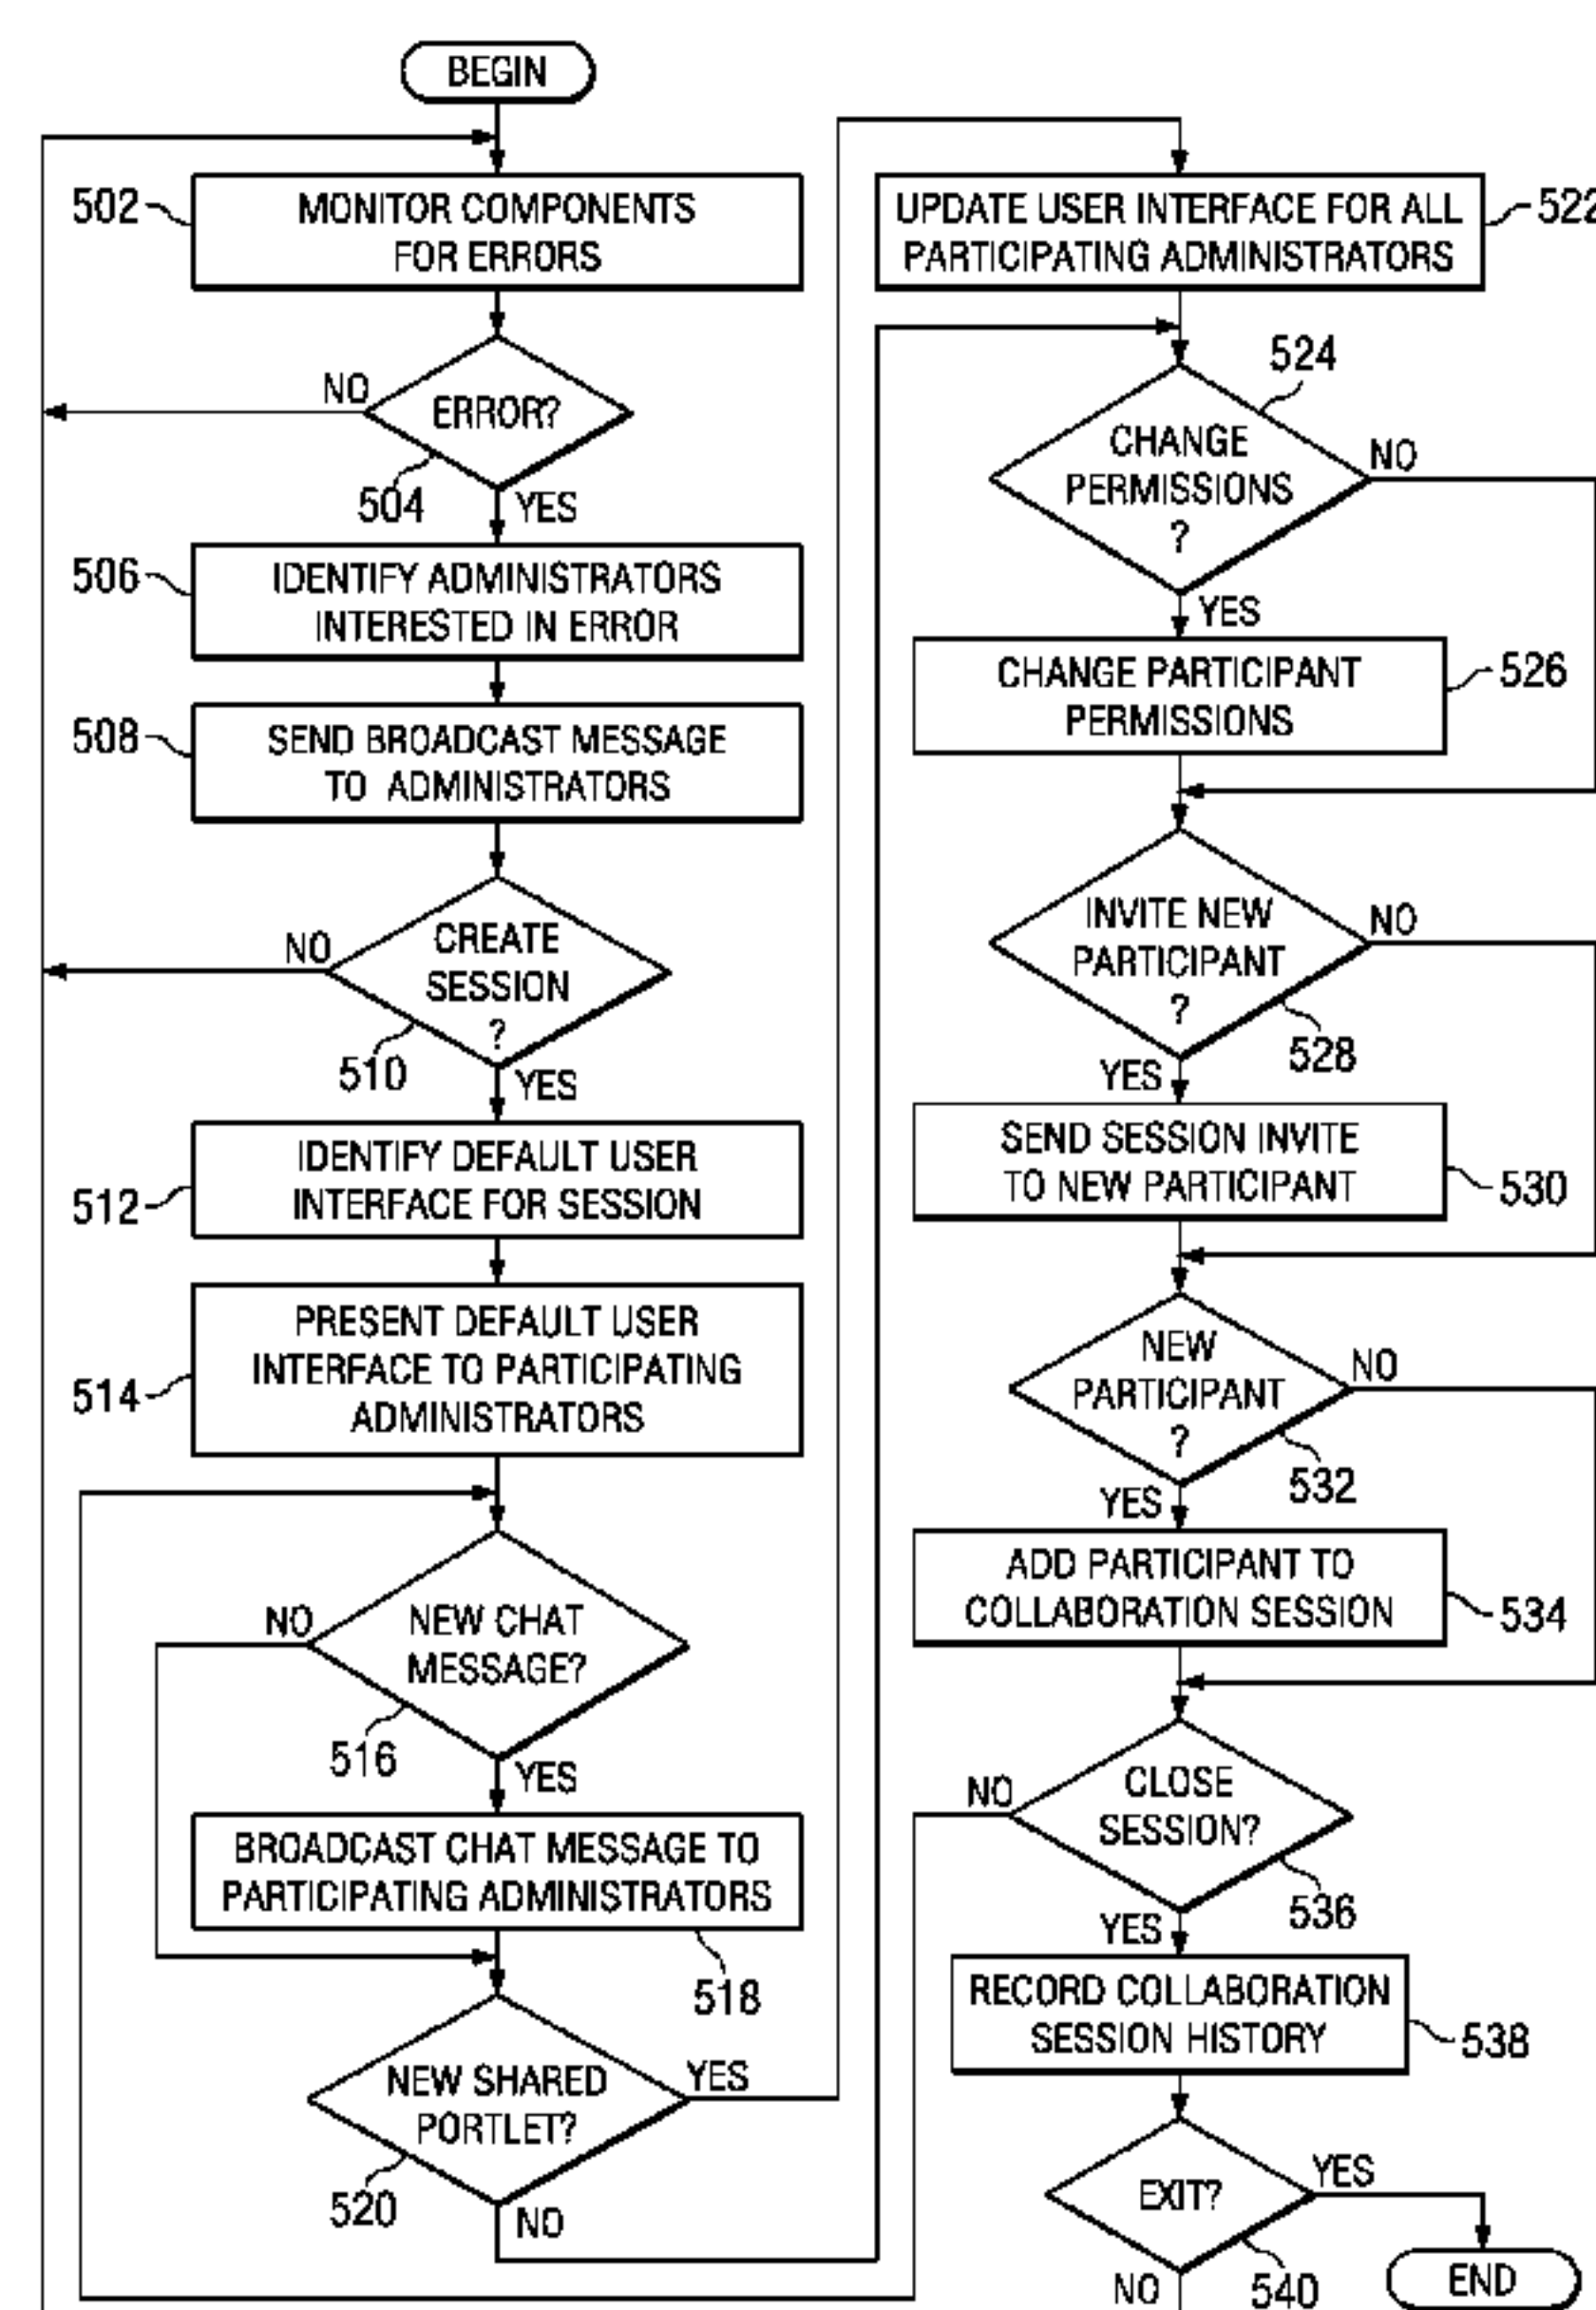 BEGIN
502
MONITOR COMPONENTS
FOR ERRORS
NO
ERROR?
504
YES
506
IDENTIFY ADMINISTRATORS
INTERESTED IN ERROR
508
SEND BROADCAST MESSAGE
TO ADMINISTRATORS
NO
CREATE
SESSION
?
510
YES
512
IDENTIFY DEFAULT USER
INTERFACE FOR SESSION
514
PRESENT DEFAULT USER
INTERFACE TO PARTICIPATING
ADMINISTRATORS
NO
NEW CHAT
MESSAGE?
516
YES
BROADCAST CHAT MESSAGE TO
PARTICIPATING ADMINISTRATORS
518
NEW SHARED
PORTLET?
YES
520
NO
UPDATE USER INTERFACE FOR ALL
PARTICIPATING ADMINISTRATORS
522
524
CHANGE
PERMISSIONS
?
NO
YES
CHANGE PARTICIPANT
PERMISSIONS
526
INVITE NEW
PARTICIPANT
?
NO
528
YES
SEND SESSION INVITE
TO NEW PARTICIPANT
530
NEW
PARTICIPANT
?
NO
532
YES
ADD PARTICIPANT TO
COLLABORATION SESSION
534
NO
CLOSE
SESSION?
536
YES
RECORD COLLABORATION
SESSION HISTORY
538
EXIT?
YES
540
NO
END